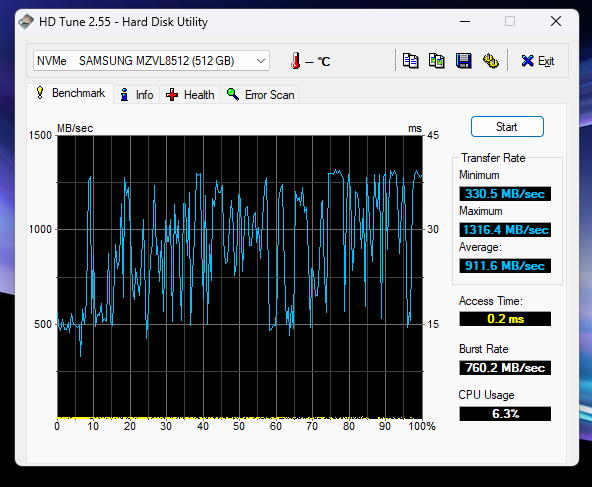 HD Tune 2.55 - Hard Disk Utility
NVMe SAMSUNG MZVL8512 (512 GB)
– °C
Exit
Benchmark
Info
Health
Error Scan
MB/sec
ms
1500
1000
500
45
30
15
0 10 20 30 40 50 60 70 80 90 100%
Start
Transfer Rate
Minimum
330.5 MB/sec
Maximum
1316.4 MB/sec
Average:
911.6 MB/sec
Access Time:
0.2 ms
Burst Rate
760.2 MB/sec
CPU Usage
6.3%